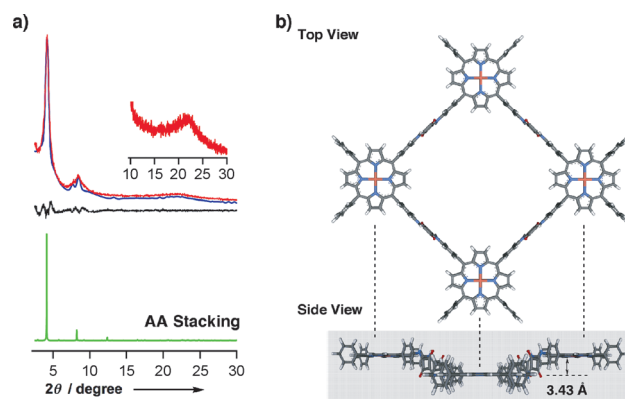 a)
10 15 20 25 30
AA Stacking
5 10 15 20 25 30
2θ / degree
b)
Top View
Side View
3.43 Å